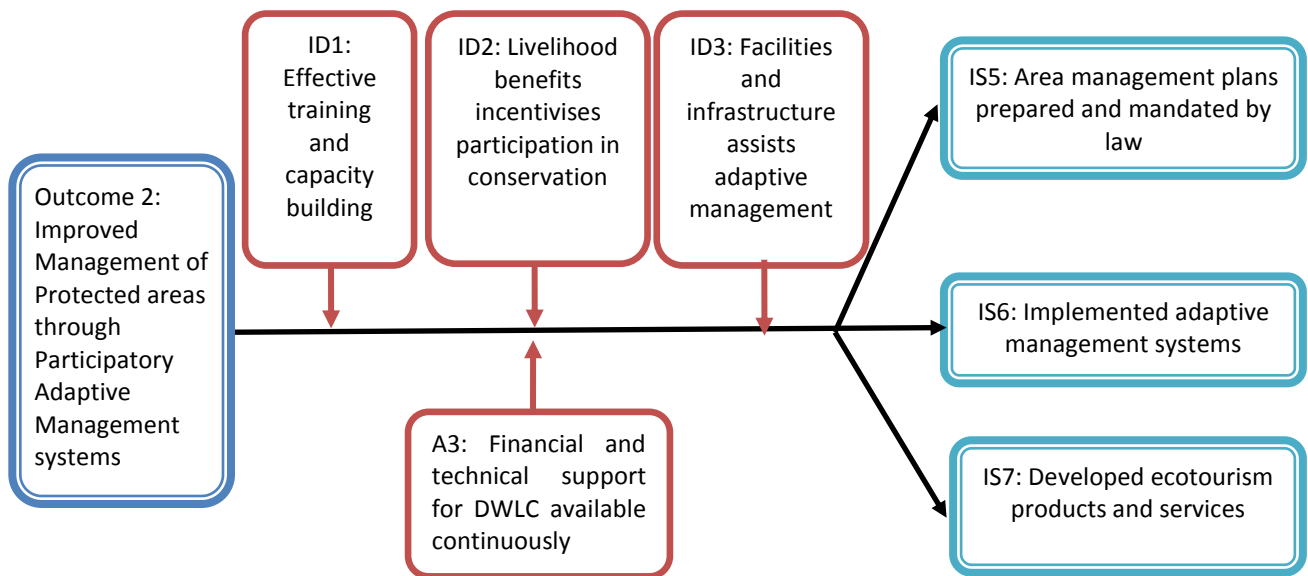 Outcome 2:
Improved
Management of
Protected areas
through
Participatory
Adaptive
Management
systems
ID1:
Effective
training
and
capacity
building
ID2: Livelihood
benefits
incentivises
participation in
conservation
ID3: Facilities
and
infrastructure
assists
adaptive
management
A3: Financial and
technical support
for DWLC available
continuously
IS5: Area management plans
prepared and mandated by
law
IS6: Implemented adaptive
management systems
IS7: Developed ecotourism
products and services